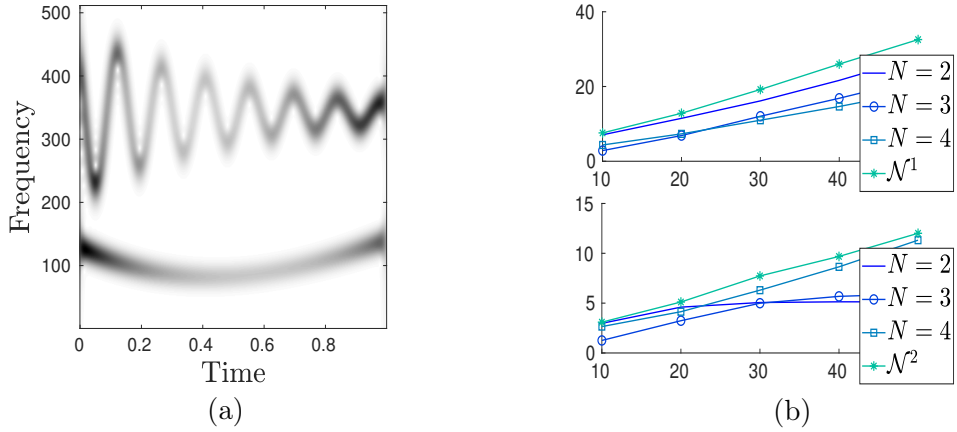 500
400
300
200
100
Frequency
0 0.2 0.4 0.6 0.8
Time
(a)
40
20
0
10 20 30 40
N = 2
N = 3
N = 4
𝒩¹
15
10
5
0
10 20 30 40
N = 2
N = 3
N = 4
𝒩²
(b)